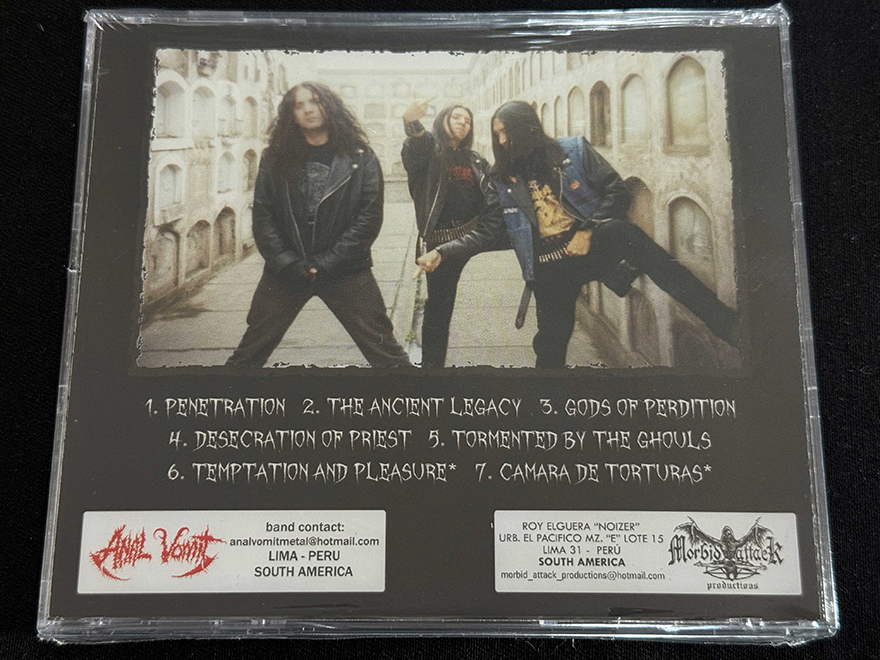 1. PENETRATION 2. THE ANCIENT LEGACY 3. GODS OF PERDITION
4. DESECRATION OF PRIEST 5. TORMENTED BY THE GHOULS
6. TEMPTATION AND PLEASURE* 7. CAMARA DE TORTURAS*
ANAL VOMIT
band contact:
analvomitmetal@hotmail.com
LIMA - PERU
SOUTH AMERICA
ROY ELGUERA "NOIZER"
URB. EL PACIFICO MZ. "E" LOTE 15
LIMA 31 - PERÚ
SOUTH AMERICA
morbid_attack_productions@hotmail.com
Morbid Attack
productions